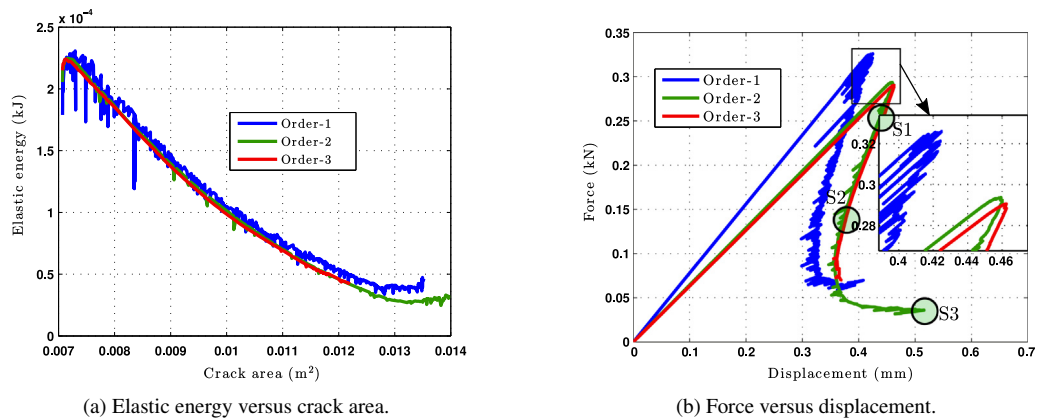 x 10⁻⁴
2.5
2
1.5
1
0.5
0
Elastic energy (kJ)
Order-1
Order-2
Order-3
0.007 0.008 0.009 0.01 0.011 0.012 0.013 0.014
Crack area (m²)
(a) Elastic energy versus crack area.
0.35
0.3
0.25
0.2
0.15
0.1
0.05
0
Force (kN)
Order-1
Order-2
Order-3
S1
S2
S3
0.32
0.3
0.28
0.4 0.42 0.44 0.46
0 0.1 0.2 0.3 0.4 0.5 0.6 0.7
Displacement (mm)
(b) Force versus displacement.